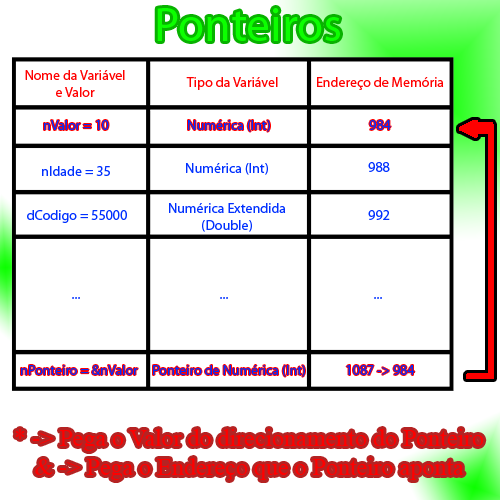 Ponteiros
Nome da Variável
e Valor
Tipo da Variável
Endereço de Memória
nValor = 10
Numérica (Int)
984
nIdade = 35
Numérica (Int)
988
dCodigo = 55000
Numérica Extendida
(Double)
992
...
...
...
nPonteiro = &nValor
Ponteiro de Numérica (Int)
1087 -> 984
* -> Pega o Valor do direcionamento do Ponteiro
& -> Pega o Endereço que o Ponteiro aponta